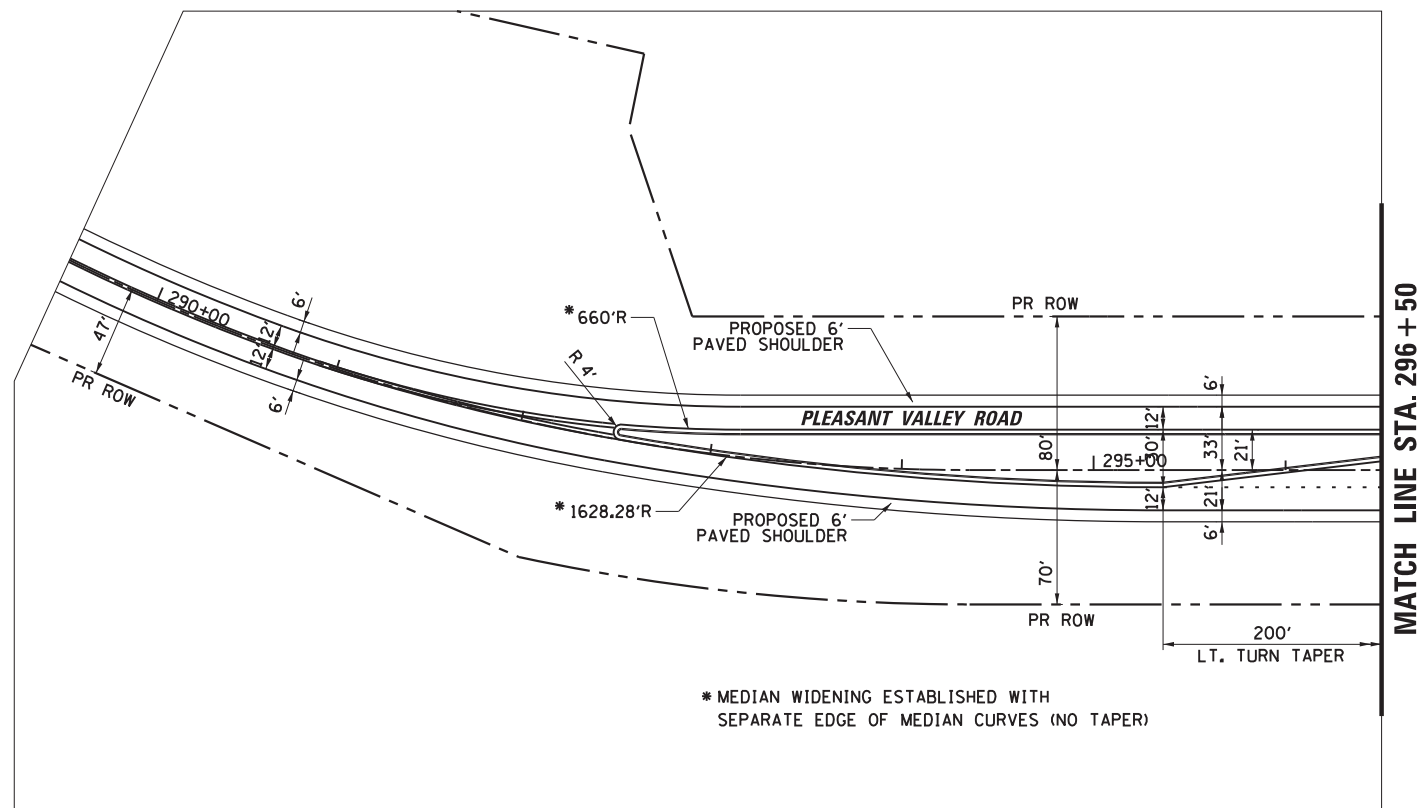 PR ROW
6'
290+00
*660'R
PROPOSED 6'
PAVED SHOULDER
6'
12'
12'
47'
R 4'
PR ROW
6'
PLEASANT VALLEY ROAD
12'
80'
30'
33'
21'
295+00
*1628.28'R
PROPOSED 6'
PAVED SHOULDER
12'
21'
6'
70'
PR ROW
200'
LT. TURN TAPER
MATCH LINE STA. 296+50
* MEDIAN WIDENING ESTABLISHED WITH
SEPARATE EDGE OF MEDIAN CURVES (NO TAPER)